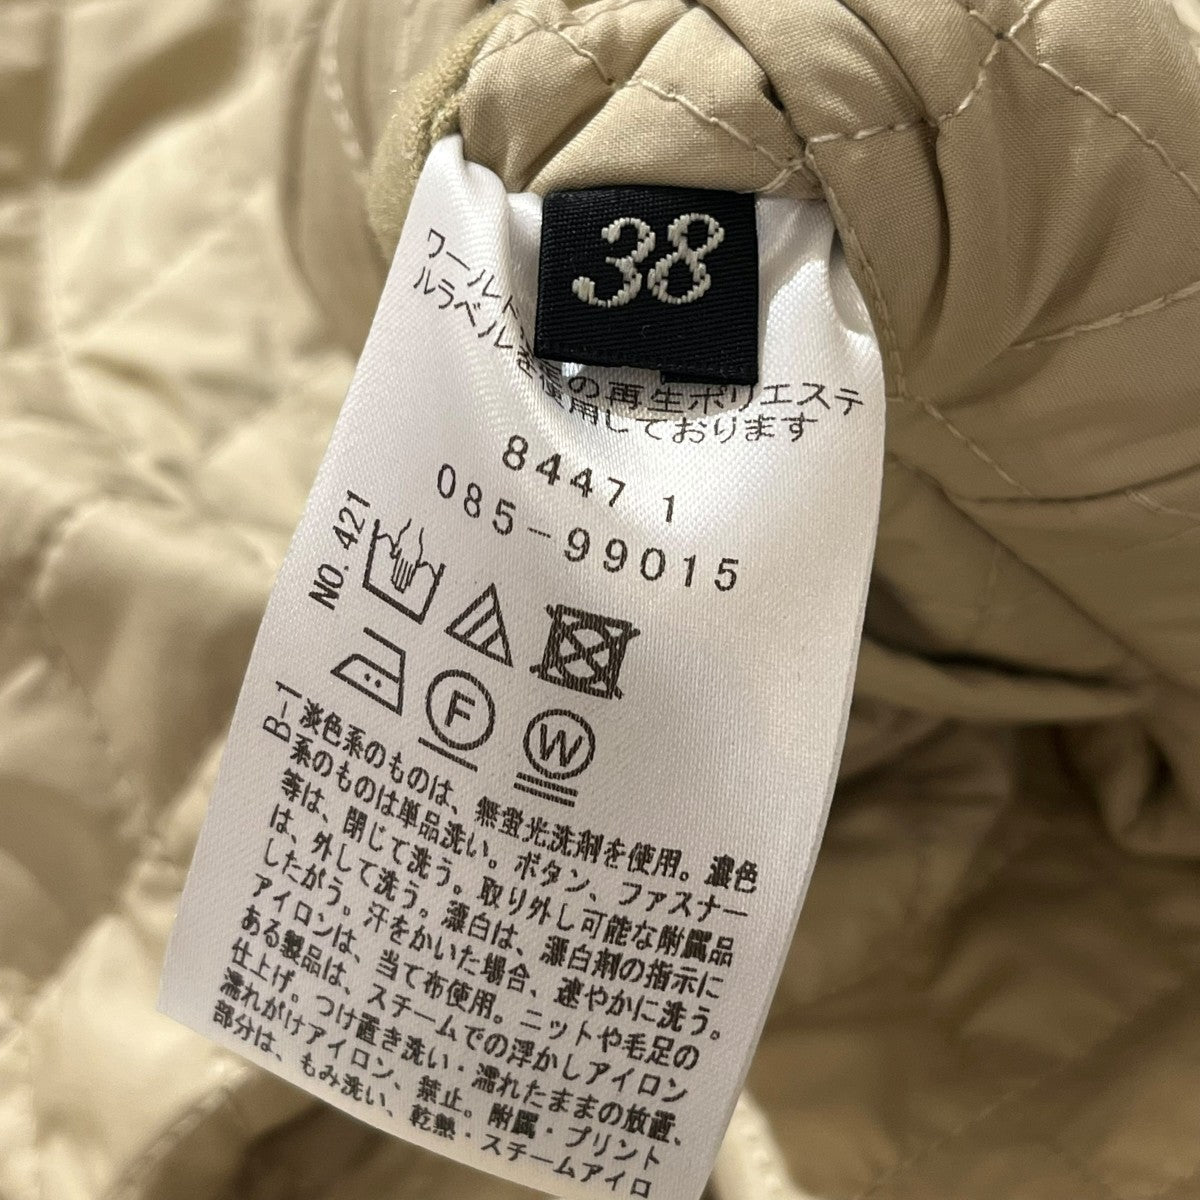 38
ワールド
ルラベルを
の再生ポリエステ
使用しております
8447 1
085-99015
NO. 421
F
W
B-1
淡色系のものは、無蛍光洗剤を使用。濃色
系のものは単品洗い。ボタン、ファスナー
等は、閉じて洗う。取り外し可能な附属品
は、外して洗う。漂白は、漂白剤の指示に
したがう。汗をかいた場合、速やかに洗う。
アイロンは、当て布使用。ニットや毛足の
ある製品は、スチームでの浮かしアイロン
仕上げ。つけ置き洗い・濡れたままの放置、
濡れがけアイロン、禁止。附属・プリント
部分は、もみ洗い、乾熱・スチームアイロ